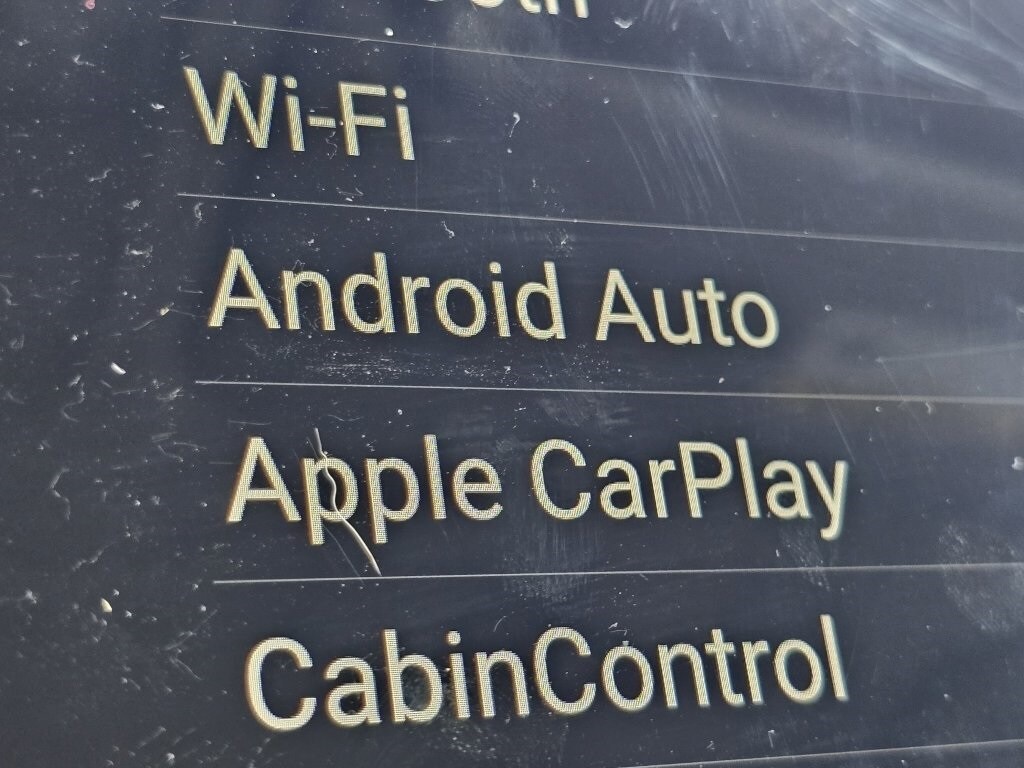 Wi-Fi
Android Auto
Apple CarPlay
CabinControl